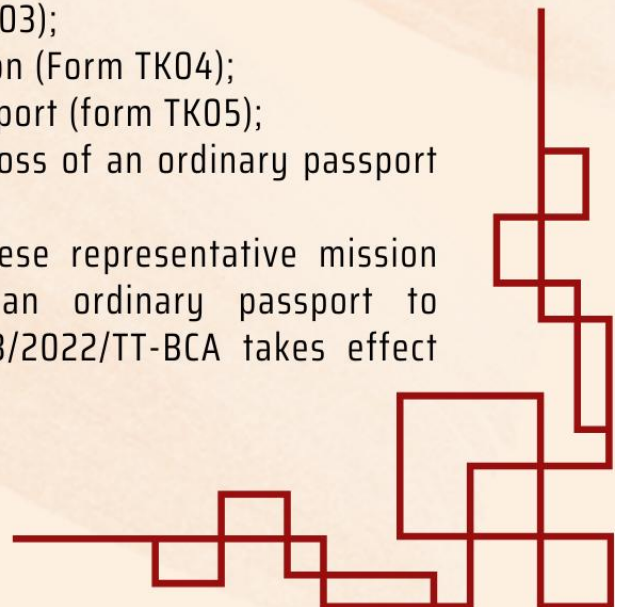 03);
on (Form TK04);
port (form TK05);
oss of an ordinary passport
ese representative mission
an ordinary passport to
/2022/TT-BCA takes effect